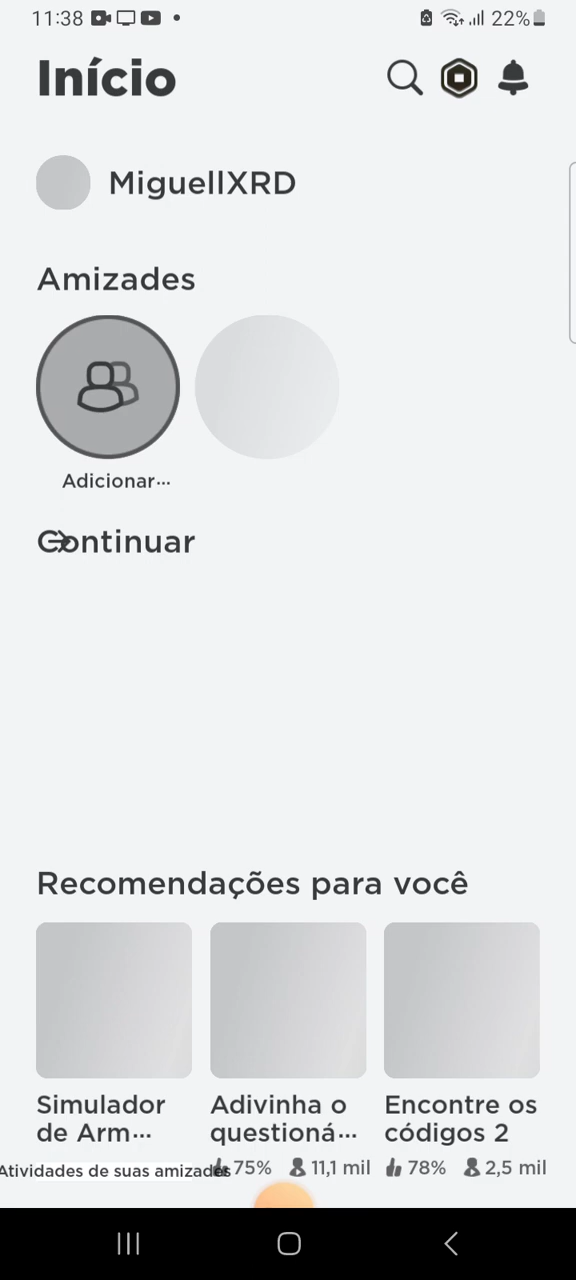 11:38
22%
Início
MiguellXRD
Amizades
Adicionar...
Continuar
Recomendações para você
Simulador de Arm...
Adivinha o questioná...
Encontre os códigos 2
Atividades de suas amizades
75% 11,1 mil
78% 2,5 mil